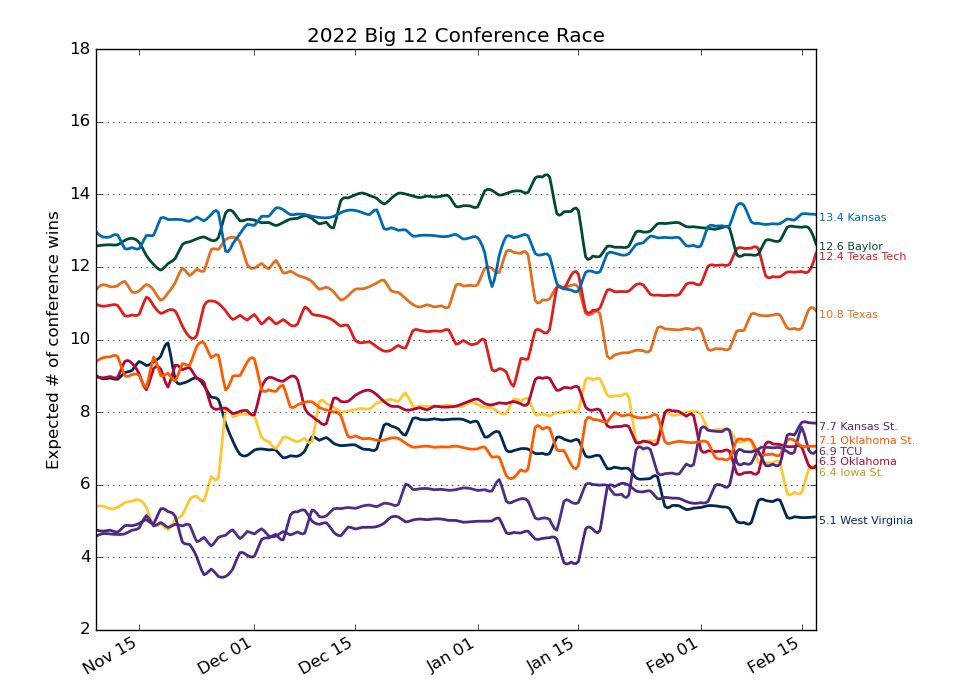 2022 Big 12 Conference Race
Expected # of conference wins
18
16
14
12
10
8
6
4
2
13.4 Kansas
12.6 Baylor
12.4 Texas Tech
10.8 Texas
7.7 Kansas St.
7.1 Oklahoma St.
6.9 TCU
6.5 Oklahoma
6.4 Iowa St.
5.1 West Virginia
Nov 15
Dec 01
Dec 15
Jan 01
Jan 15
Feb 01
Feb 15